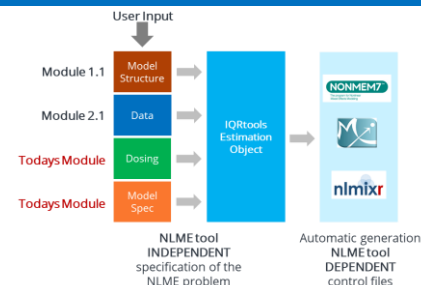 User Input
Module 1.1
Model
Structure
Module 2.1
Data
Todays Module
Dosing
Todays Module
Model
Spec
IQRtools
Estimation
Object
NONMEM7
nlmixr
NLME tool
INDEPENDENT
specification of the
NLME problem
Automatic generation
NLME tool
DEPENDENT
control files